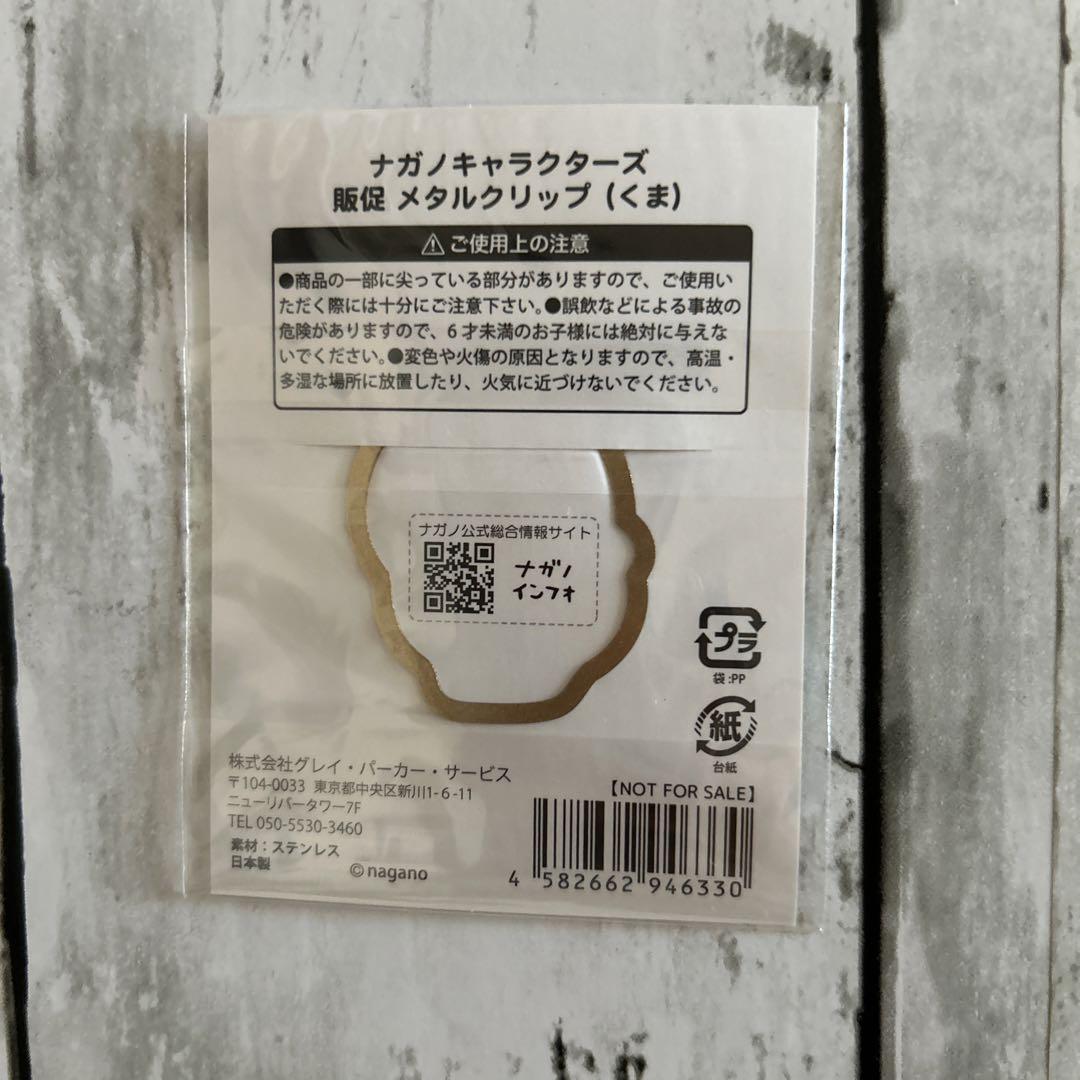 ナガノキャラクターズ
販促 メタルクリップ (くま)
ご使用上の注意
●商品の一部に尖っている部分がありますので、ご使用い
ただく際には十分にご注意下さい。●誤飲などによる事故の
危険がありますので、6才未満のお子様には絶対に与えな
いでください。●変色や火傷の原因となりますので、高温・
多湿な場所に放置したり、火気に近づけないでください。
ナガノ公式総合情報サイト
ナガノ
インフォ
プラ
袋:PP
紙
台紙
株式会社グレイ・パーカー・サービス
〒104-0033 東京都中央区新川1-6-11
ニューリバータワー7F
TEL 050-5530-3460
素材：ステンレス
日本製
©nagano
【NOT FOR SALE】
4 582662 946330